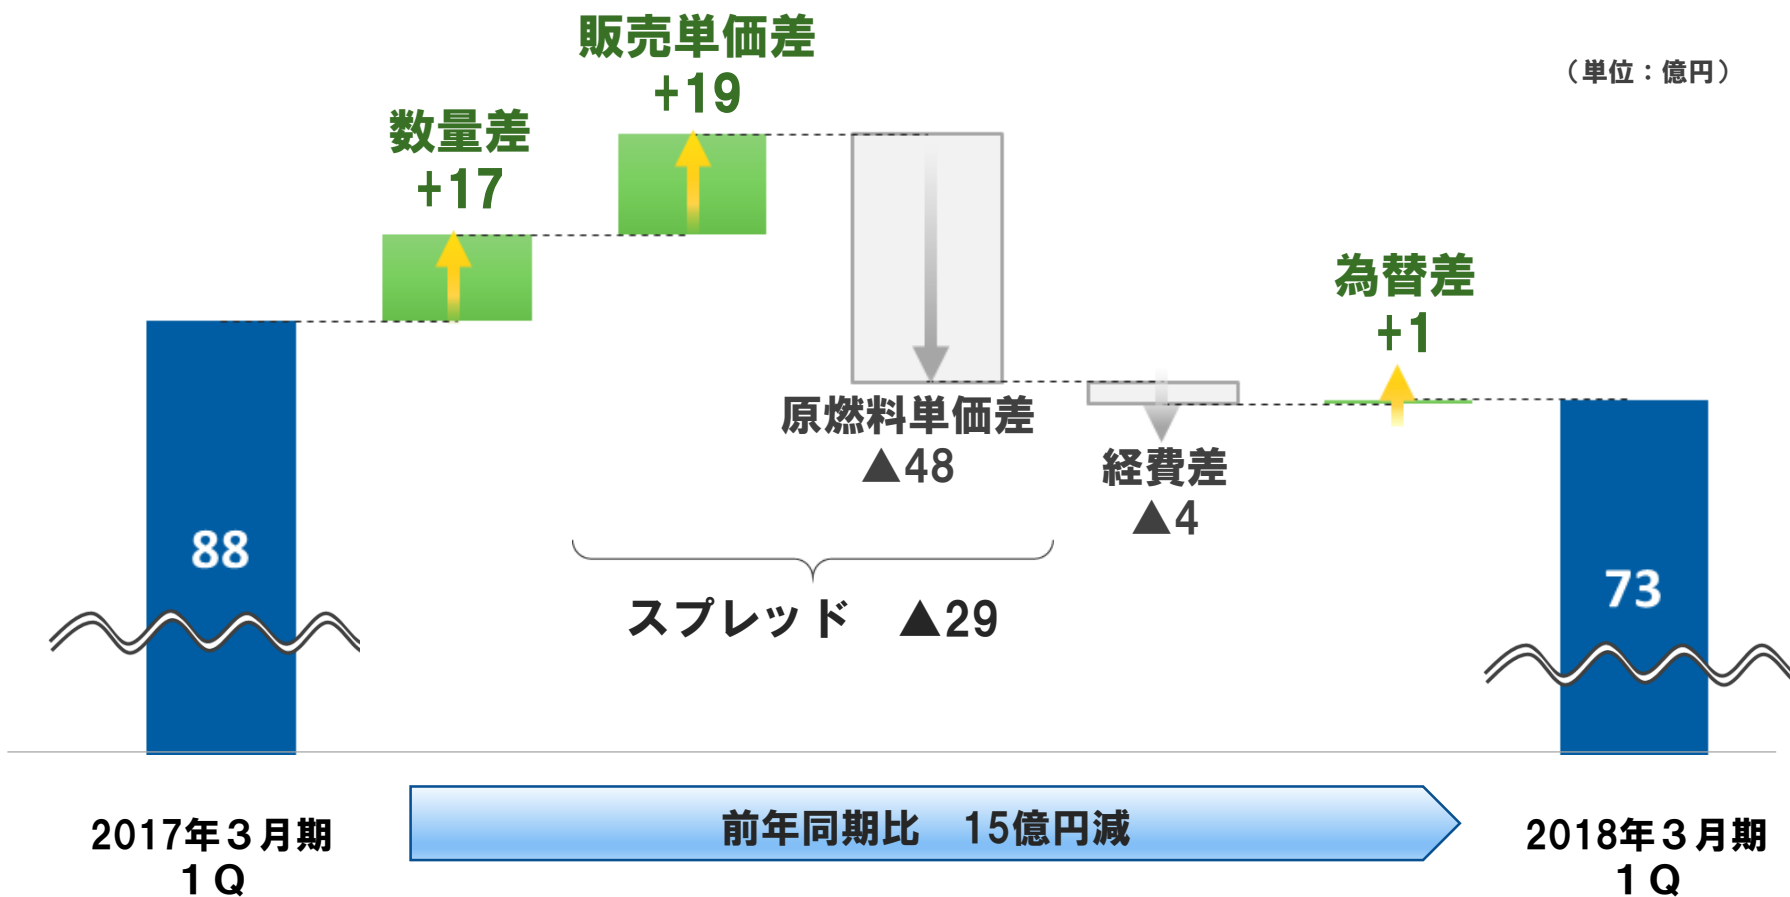 （単位：億円）
販売単価差
+19
数量差
+17
為替差
+1
原燃料単価差
▲48
経費差
▲4
88
73
スプレッド　▲29
前年同期比　15億円減
2017年３月期
１Ｑ
2018年３月期
１Ｑ